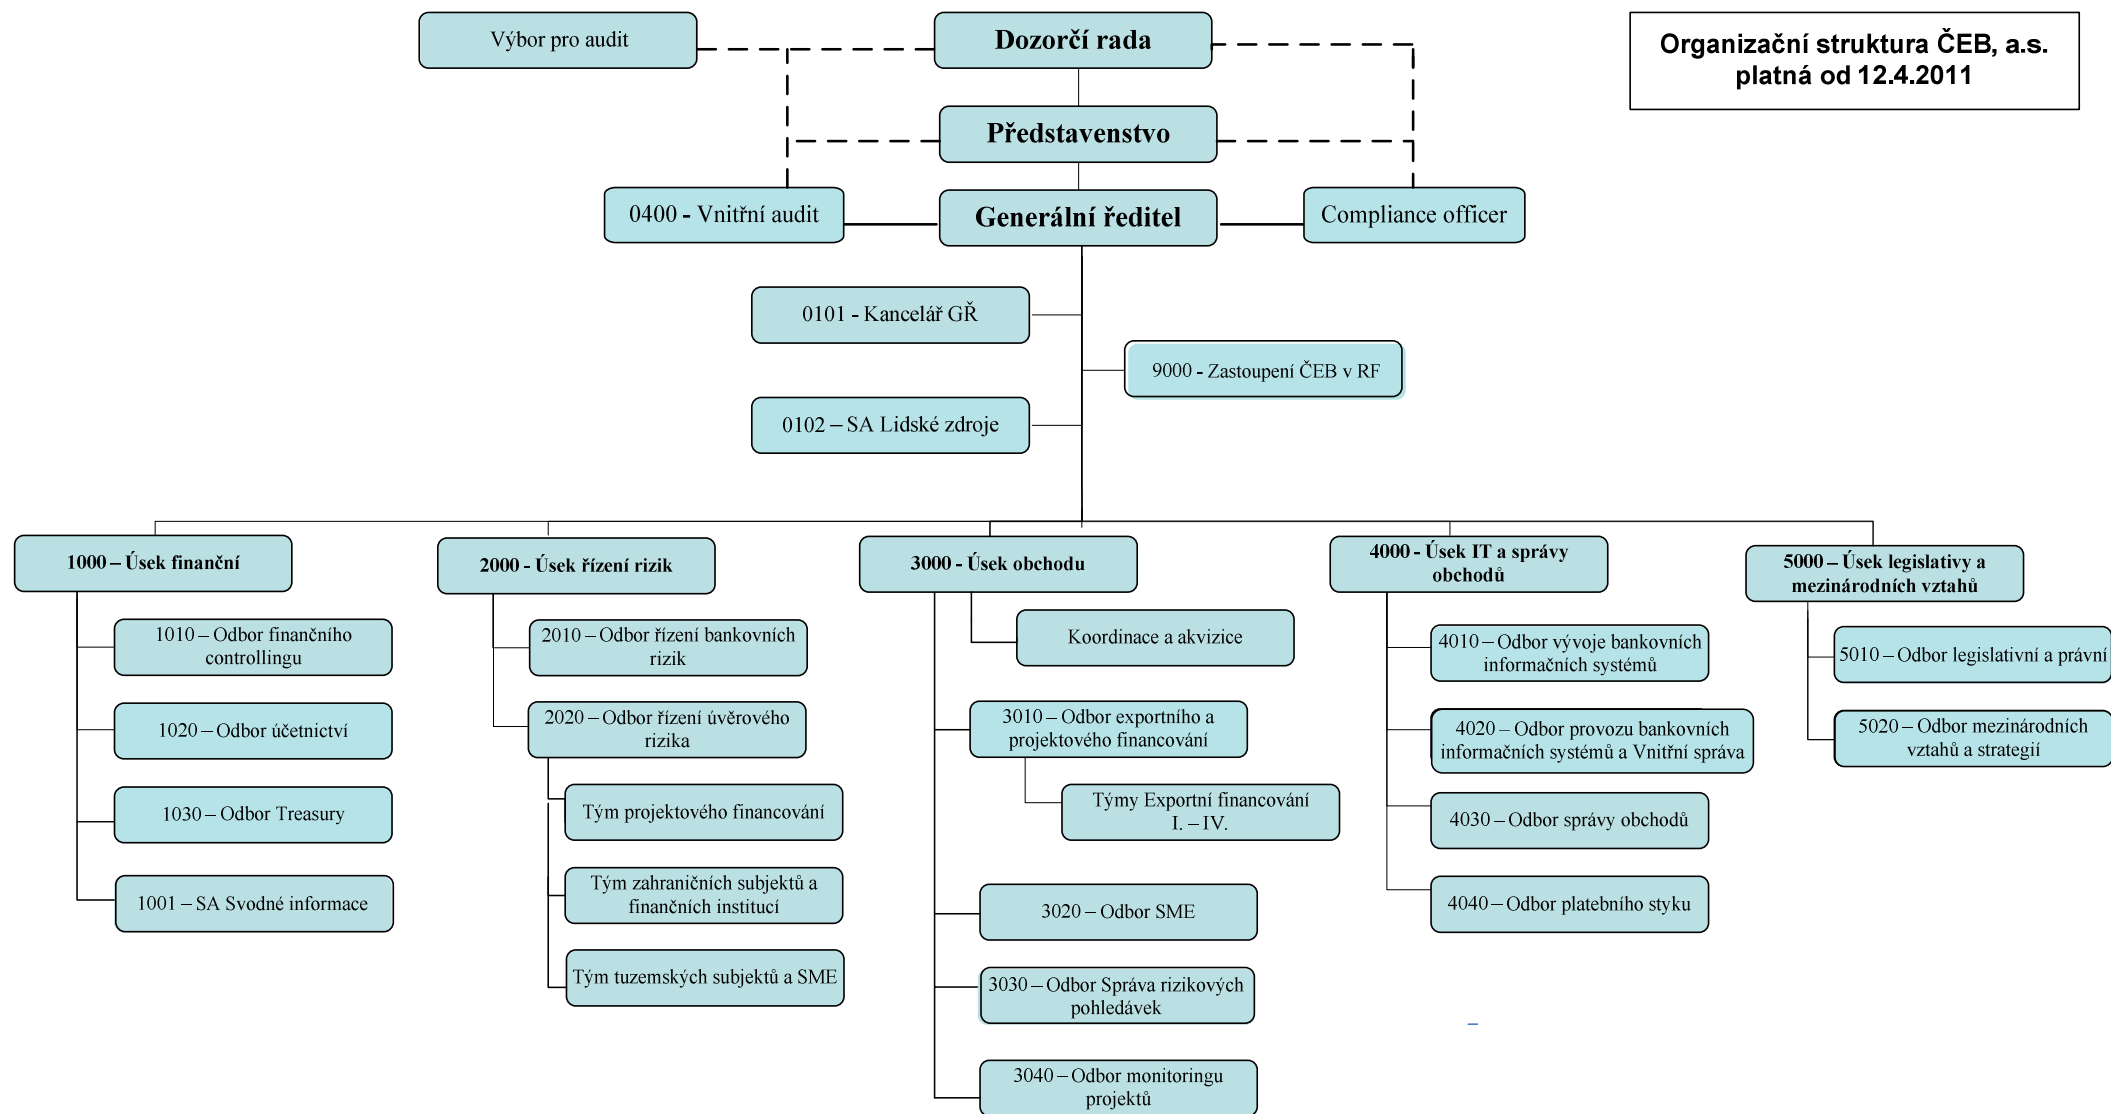 Výbor pro audit
Dozorčí rada
Organizační struktura ČEB, a.s.
platná od 12.4.2011
Představenstvo
0400 - Vnitřní audit
Generální ředitel
Compliance officer
0101 - Kancelář GŘ
9000 - Zastoupení ČEB v RF
0102 – SA Lidské zdroje
1000 – Úsek finanční
1010 – Odbor finančního
controllingu
1020 – Odbor účetnictví
1030 – Odbor Treasury
1001 – SA Svodné informace
2000 - Úsek řízení rizik
2010 – Odbor řízení bankovních
rizik
2020 – Odbor řízení úvěrového
rizika
Tým projektového financování
Tým zahraničních subjektů a
finančních institucí
Tým tuzemských subjektů a SME
3000 - Úsek obchodu
Koordinace a akvizice
3010 – Odbor exportního a
projektového financování
Týmy Exportní financování
I. – IV.
3020 – Odbor SME
3030 – Odbor Správa rizikových
pohledávek
3040 – Odbor monitoringu
projektů
4000 - Úsek IT a správy
obchodů
4010 – Odbor vývoje bankovních
informačních systémů
4020 – Odbor provozu bankovních
informačních systémů a Vnitřní správa
4030 – Odbor správy obchodů
4040 – Odbor platebního styku
5000 – Úsek legislativy a
mezinárodních vztahů
5010 – Odbor legislativní a právní
5020 – Odbor mezinárodních
vztahů a strategií